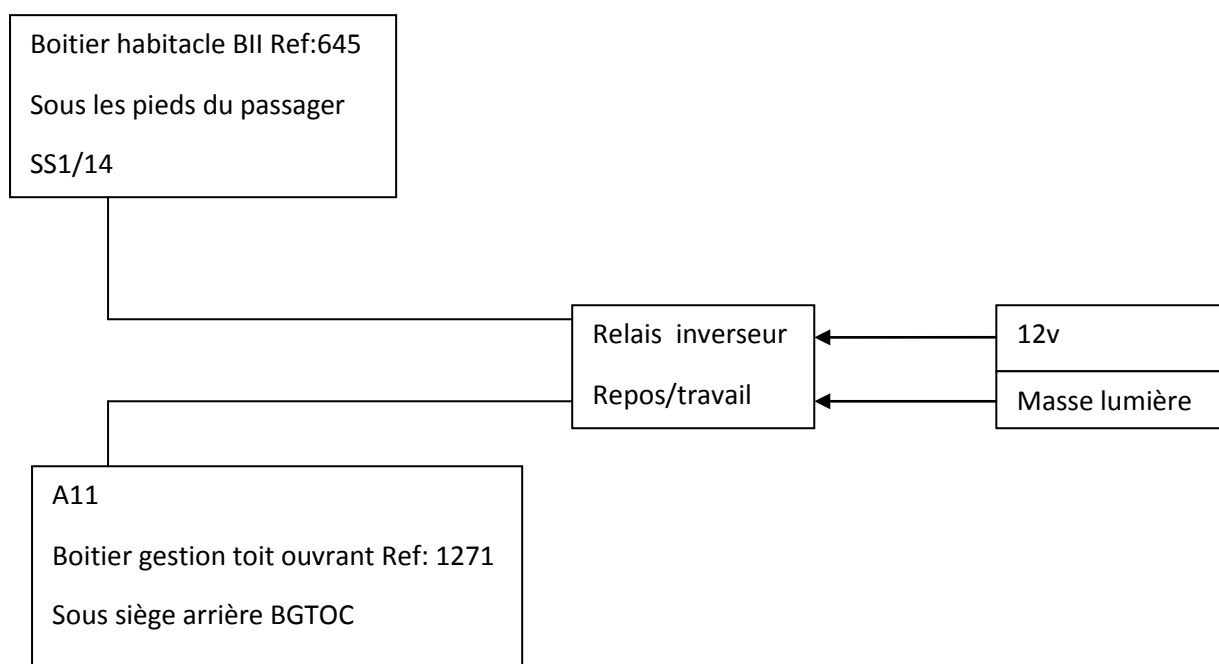 Boitier habitacle BII Ref:645
Sous les pieds du passager
SS1/14
Relais inverseur
Repos/travail
12v
Masse lumière
A11
Boitier gestion toit ouvrant Ref: 1271
Sous siège arrière BGTOC